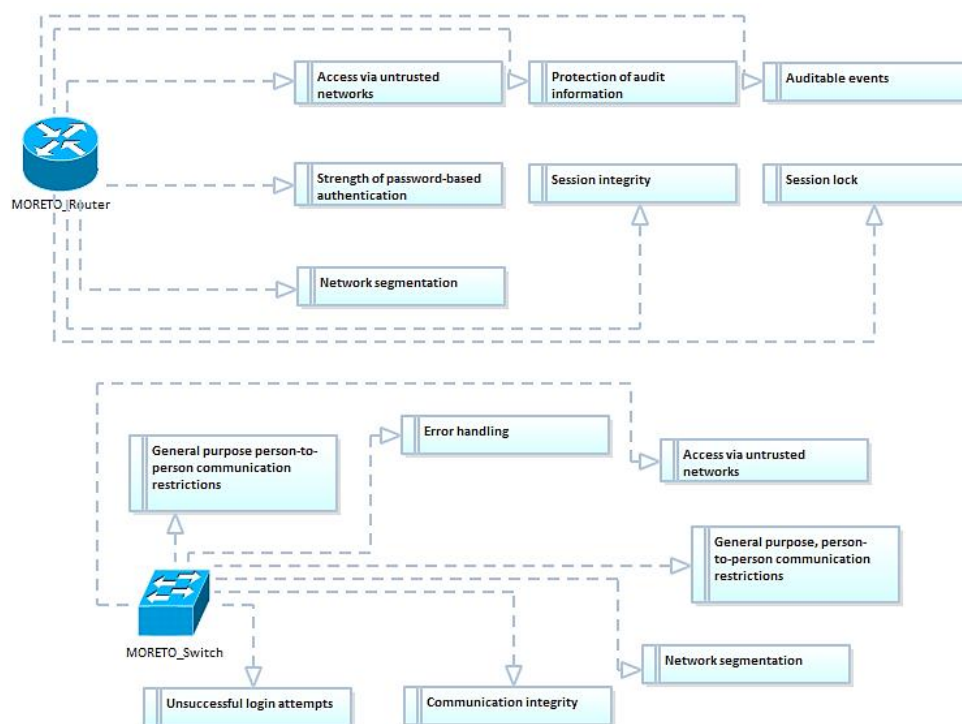 Access via untrusted
networks
Protection of audit
information
Auditable events
MORETO_Router
Strength of password-based
authentication
Session integrity
Session lock
Network segmentation
General purpose person-to-
person communication
restrictions
Error handling
Access via untrusted
networks
General purpose, person-
to-person communication
restrictions
MORETO_Switch
Network segmentation
Unsuccessful login attempts
Communication integrity